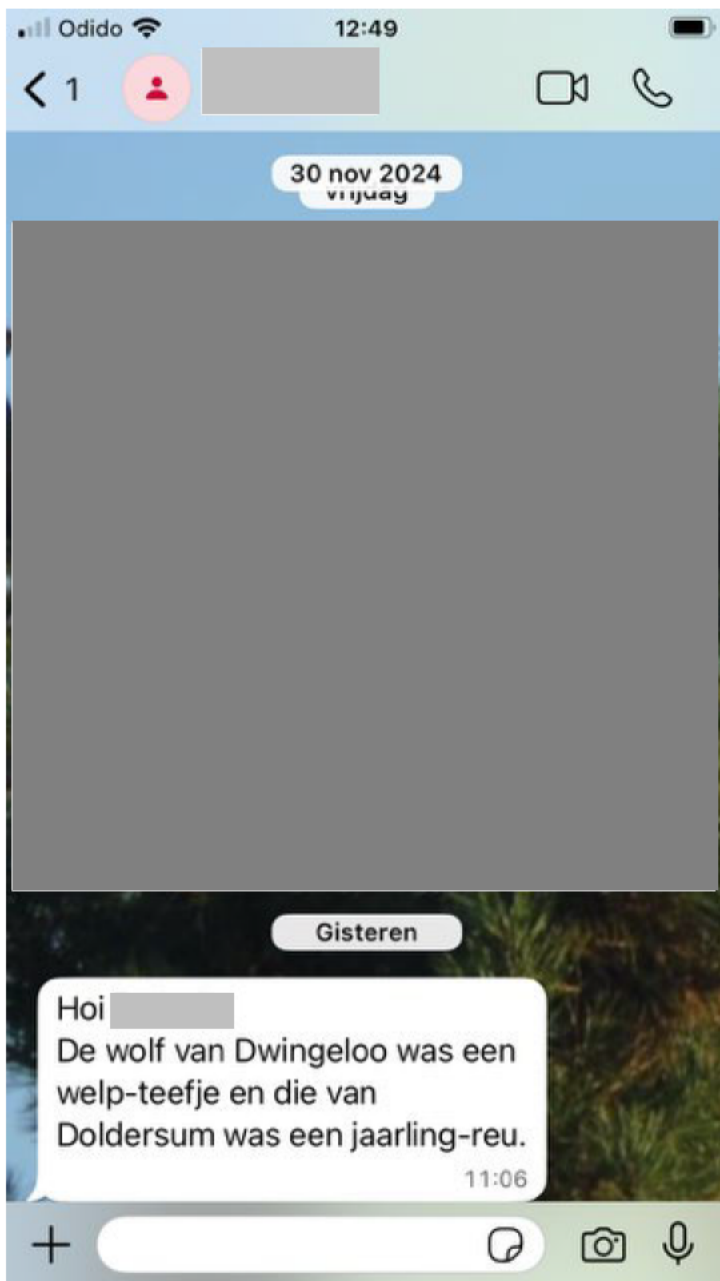 Odido 12:49
1
30 nov 2024
vrijdag
Gisteren
Hoi
De wolf van Dwingeloo was een
welp-teefje en die van
Doldersum was een jaarling-reu.
11:06